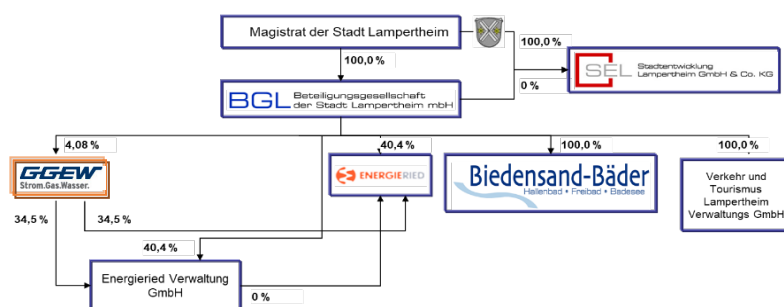 Magistrat der Stadt Lampertheim
100,0 %
100,0 %
SEL Stadtentwicklung
Lampertheim GmbH & Co. KG
BGL Beteiligungsgesellschaft
der Stadt Lampertheim mbH
0 %
4,08 %
40,4 %
100,0 %
100,0 %
GGEW
Strom.Gas.Wasser.
ENERGIERIED
Biedensand-Bäder
Hallenbad • Freibad • Badesee
Verkehr und
Tourismus
Lampertheim
Verwaltungs GmbH
34,5 %
34,5 %
40,4 %
Energieried Verwaltung
GmbH
0 %